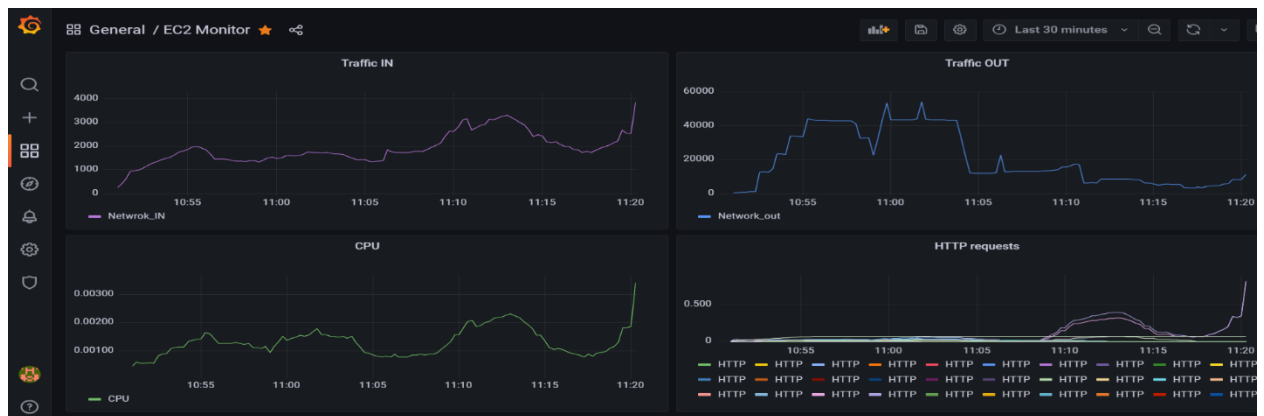 General / EC2 Monitor
Last 30 minutes
Traffic IN
4000
3000
2000
1000
0
10:55 11:00 11:05 11:10 11:15 11:20
Netwrok_IN
Traffic OUT
60000
40000
20000
0
10:55 11:00 11:05 11:10 11:15 11:20
Network_out
CPU
0.00300
0.00200
0.00100
10:55 11:00 11:05 11:10 11:15 11:20
CPU
HTTP requests
0.500
0
10:55 11:00 11:05 11:10 11:15 11:20
HTTP HTTP HTTP HTTP HTTP HTTP HTTP HTTP HTTP HTTP
HTTP HTTP HTTP HTTP HTTP HTTP HTTP HTTP HTTP HTTP
HTTP HTTP HTTP HTTP HTTP HTTP HTTP HTTP HTTP HTTP